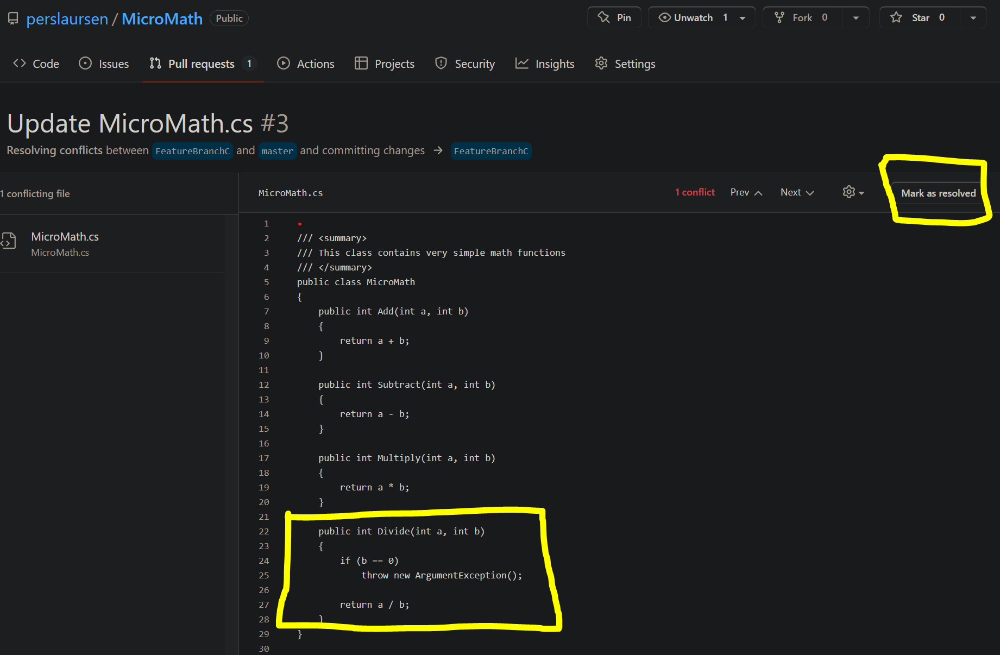 perslaursen / MicroMath Public
Pin
Unwatch 1
Fork 0
Star 0
Code
Issues
Pull requests 1
Actions
Projects
Security
Insights
Settings
Update MicroMath.cs #3
Resolving conflicts between FeatureBranchC and master and committing changes → FeatureBranchC
1 conflicting file
MicroMath.cs
MicroMath.cs
MicroMath.cs
1 conflict
Prev
Next
Mark as resolved
1
2 /// <summary>
3 /// This class contains very simple math functions
4 /// </summary>
5 public class MicroMath
6 {
7     public int Add(int a, int b)
8     {
9         return a + b;
10     }
11
12     public int Subtract(int a, int b)
13     {
14         return a - b;
15     }
16
17     public int Multiply(int a, int b)
18     {
19         return a * b;
20     }
21
22     public int Divide(int a, int b)
23     {
24         if (b == 0)
25             throw new ArgumentException();
26
27         return a / b;
28     }
29 }
30